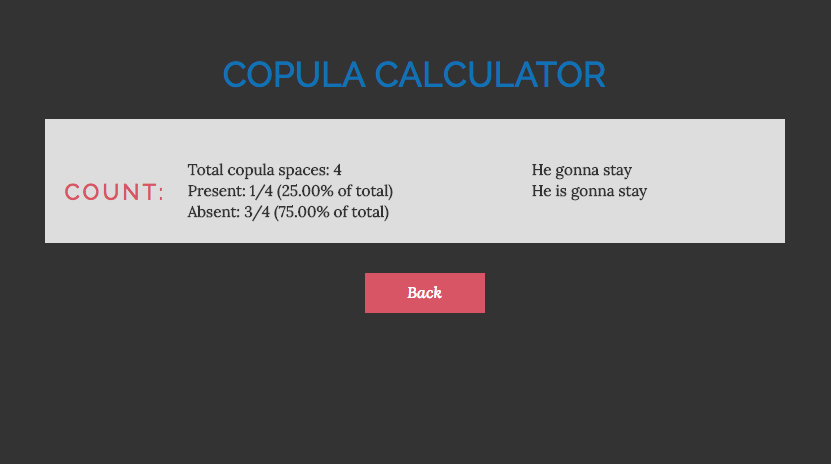 COPULA CALCULATOR
COUNT:
Total copula spaces: 4
Present: 1/4 (25.00% of total)
Absent: 3/4 (75.00% of total)
He gonna stay
He is gonna stay
Back